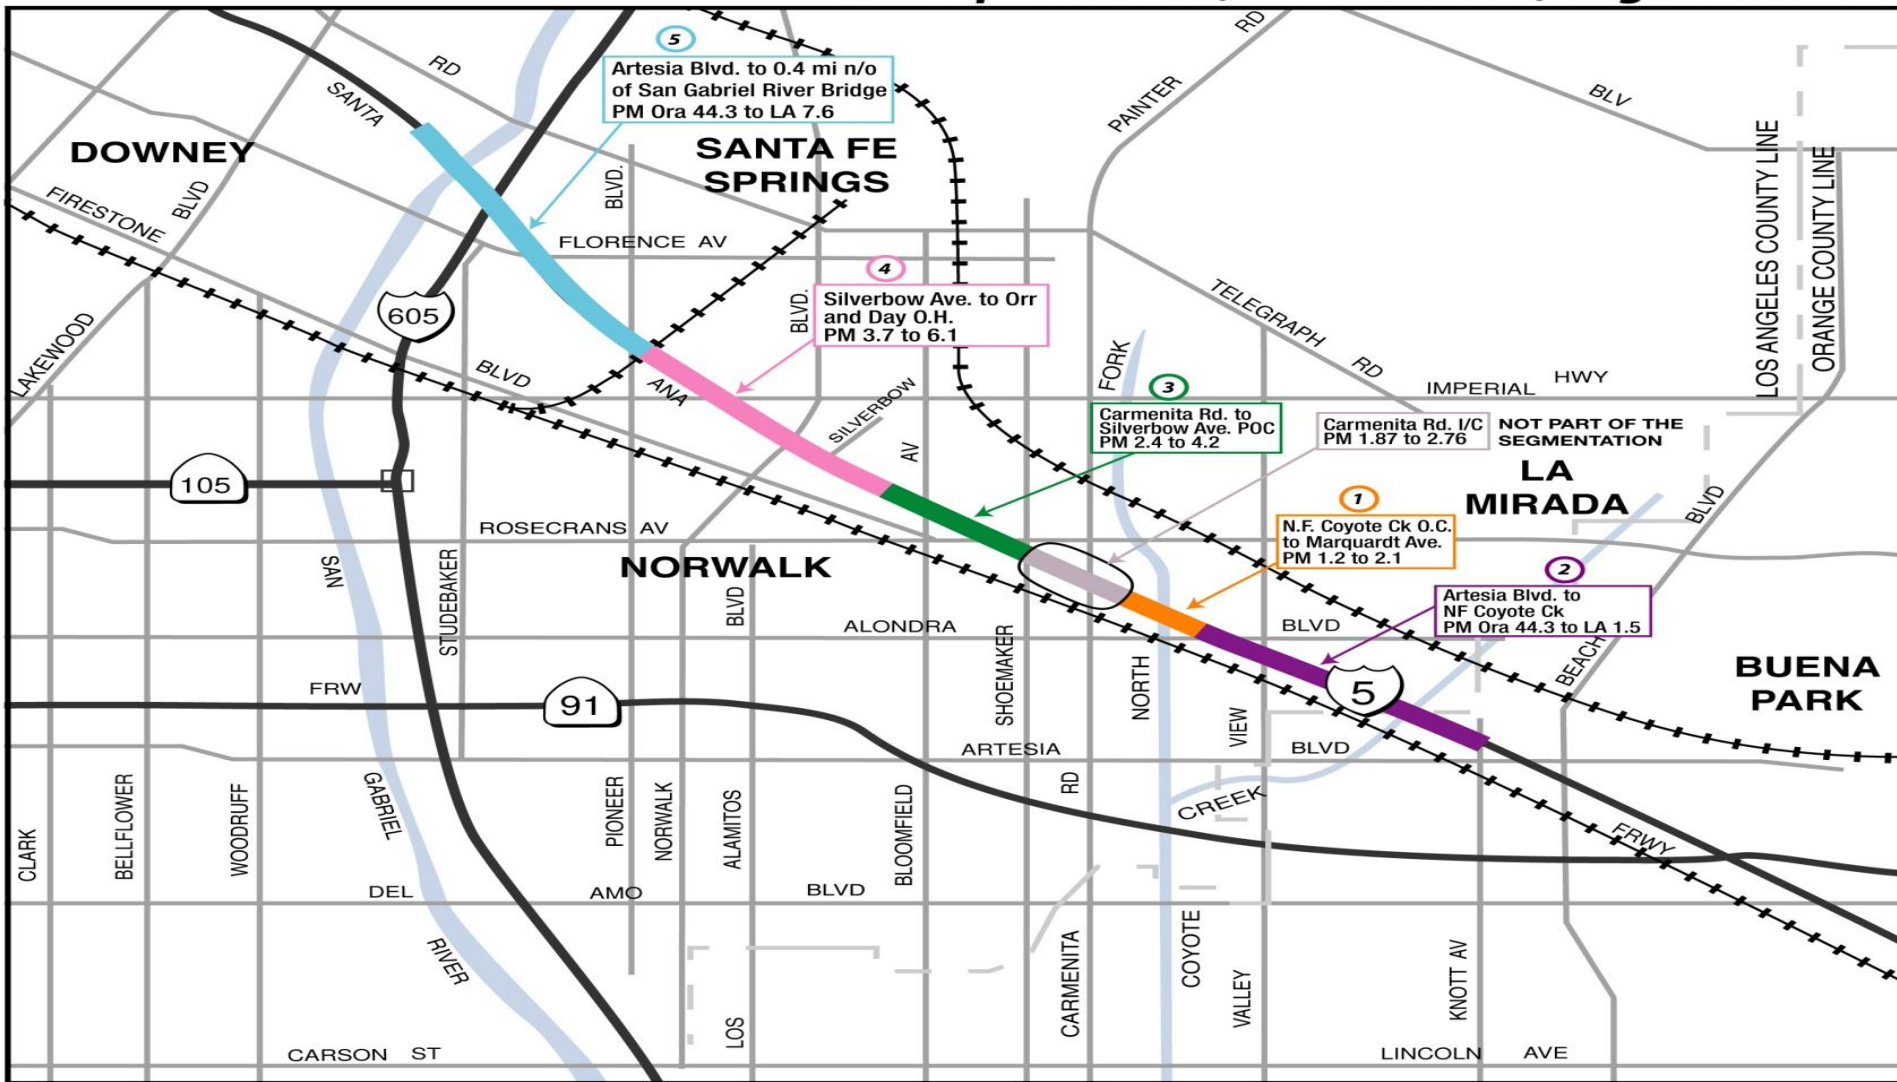 RD
5
Artesia Blvd. to 0.4 mi n/o
of San Gabriel River Bridge
PM Ora 44.3 to LA 7.6
RD
SANTA
PAINTER
BLV
DOWNEY
SANTA FE
SPRINGS
LOS ANGELES COUNTY LINE
ORANGE COUNTY LINE
BLVD
BLVD.
FIRESTONE
FLORENCE AV
4
Silverbow Ave. to Orr
and Day O.H.
PM 3.7 to 6.1
BLVD.
TELEGRAPH RD
605
LAKEWOOD
BLVD
ANA
SILVERBOW
FORK
3
Carmenita Rd. to
Silverbow Ave. POC
PM 2.4 to 4.2
IMPERIAL HWY
Carmenita Rd. I/C
PM 1.87 to 2.76
NOT PART OF THE
SEGMENTATION
AV
LA
MIRADA
BLVD
105
1
N.F. Coyote Ck O.C.
to Marquardt Ave.
PM 1.2 to 2.1
ROSECRANS AV
NORWALK
SAN
STUDEBAKER
BLVD
2
Artesia Blvd. to
NF Coyote Ck
PM Ora 44.3 to LA 1.5
ALONDRA
BLVD
SHOEMAKER
BEACH
BUENA
PARK
FRW
91
NORTH
5
VIEW
ARTESIA
BLVD
RD
CREEK
GABRIEL
CLARK
BELLFLOWER
WOODRUFF
PIONEER
NORWALK
ALAMITOS
BLOOMFIELD
FRWY
DEL
AMO
BLVD
RIVER
LOS
CARMENITA
COYOTE
VALLEY
KNOTT AV
CARSON ST
LINCOLN AVE